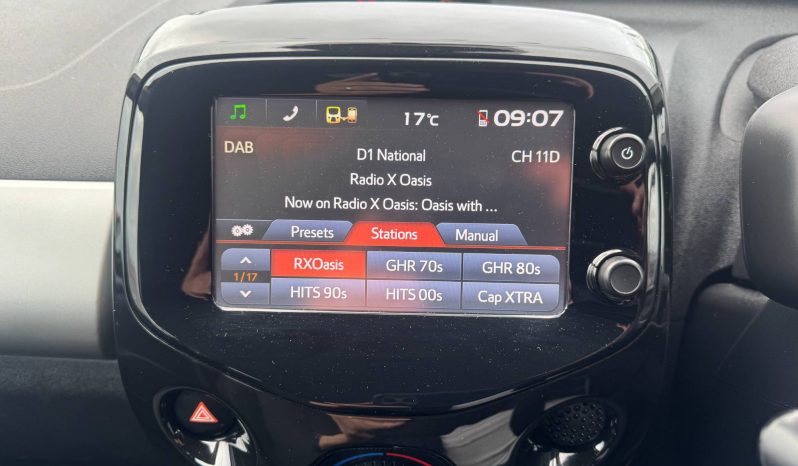 17°C 09:07
DAB D1 National CH 11D
Radio X Oasis
Now on Radio X Oasis: Oasis with ...
Presets Stations Manual
RXOasis GHR 70s GHR 80s
1/17
HITS 90s HITS 00s Cap XTRA